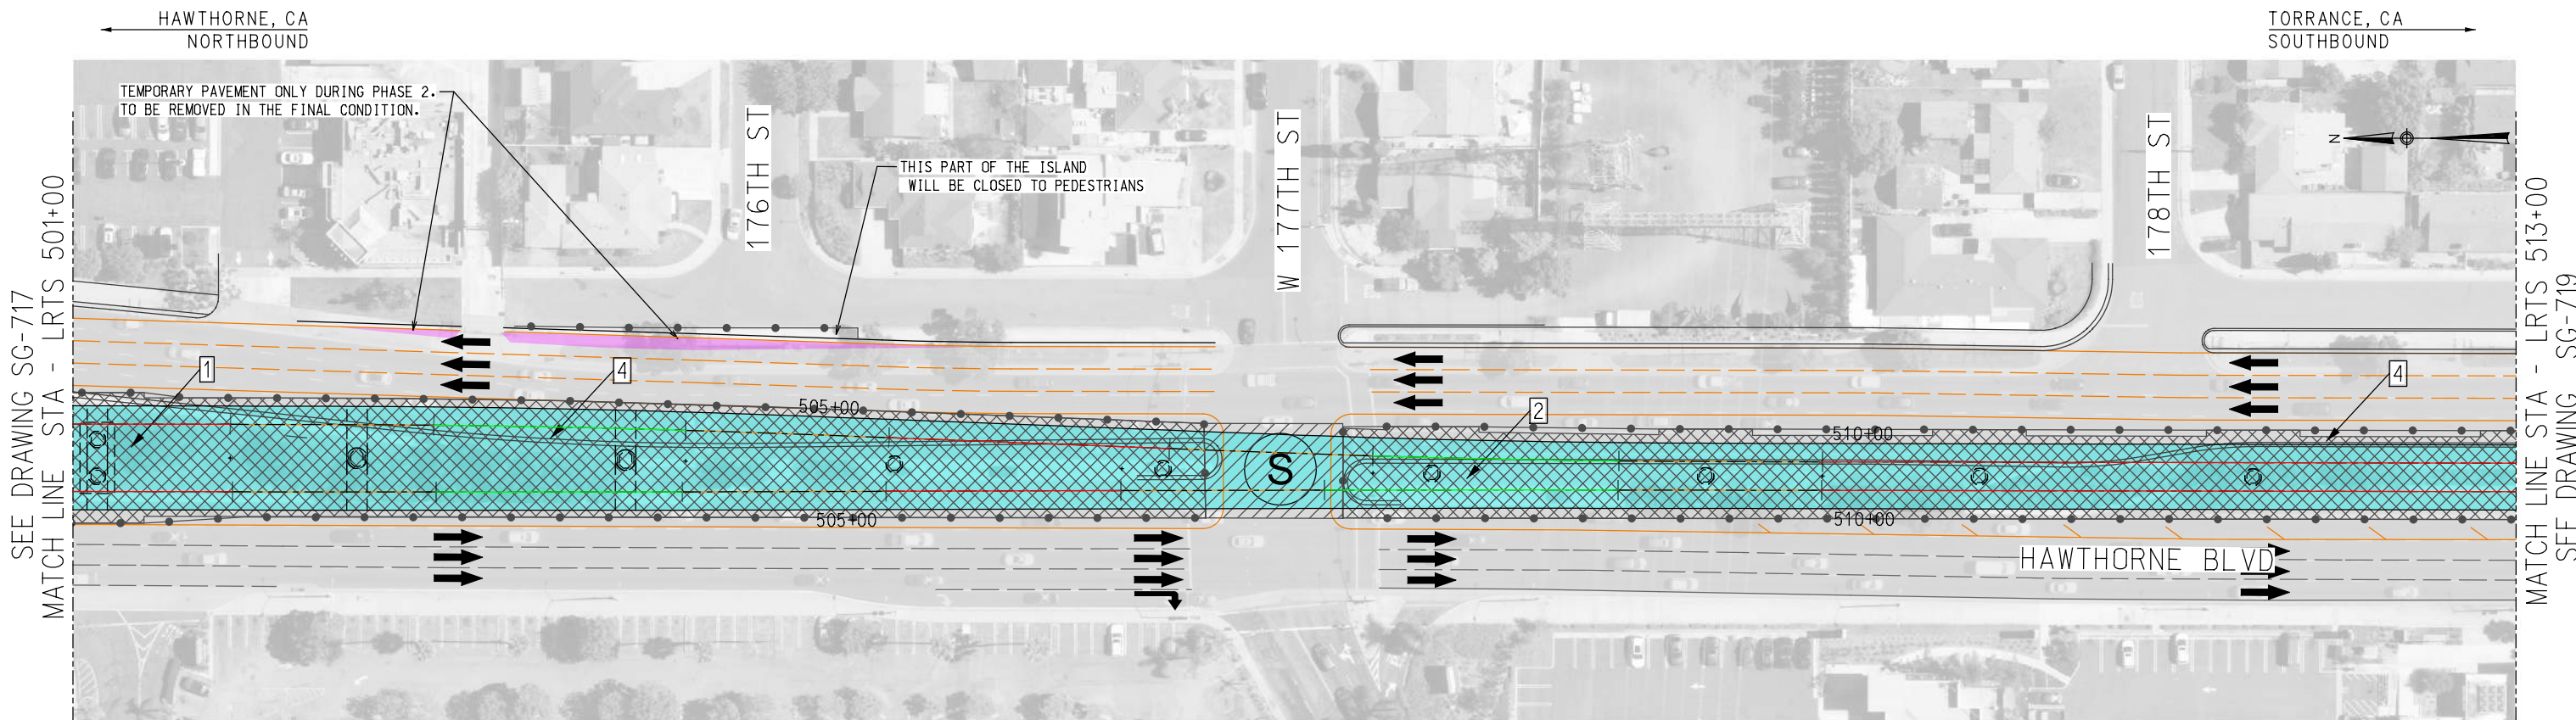 HAWTHORNE, CA
NORTHBOUND
TORRANCE, CA
SOUTHBOUND
TEMPORARY PAVEMENT ONLY DURING PHASE 2.
TO BE REMOVED IN THE FINAL CONDITION.
176TH ST
THIS PART OF THE ISLAND
WILL BE CLOSED TO PEDESTRIANS
W 177TH ST
178TH ST
N
SEE DRAWING SG-717
MATCH LINE STA - LRTS 501+00
MATCH LINE STA - LRTS 513+00
SEE DRAWING SG-719
1
4
505+00
2
510+00
4
S
505+00
510+00
HAWTHORNE BLVD